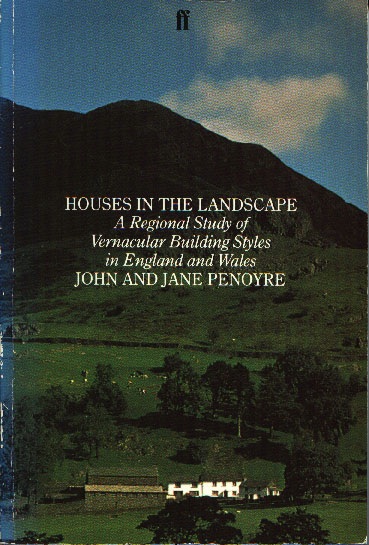 ff
HOUSES IN THE LANDSCAPE
A Regional Study of
Vernacular Building Styles
in England and Wales
JOHN AND JANE PENOYRE